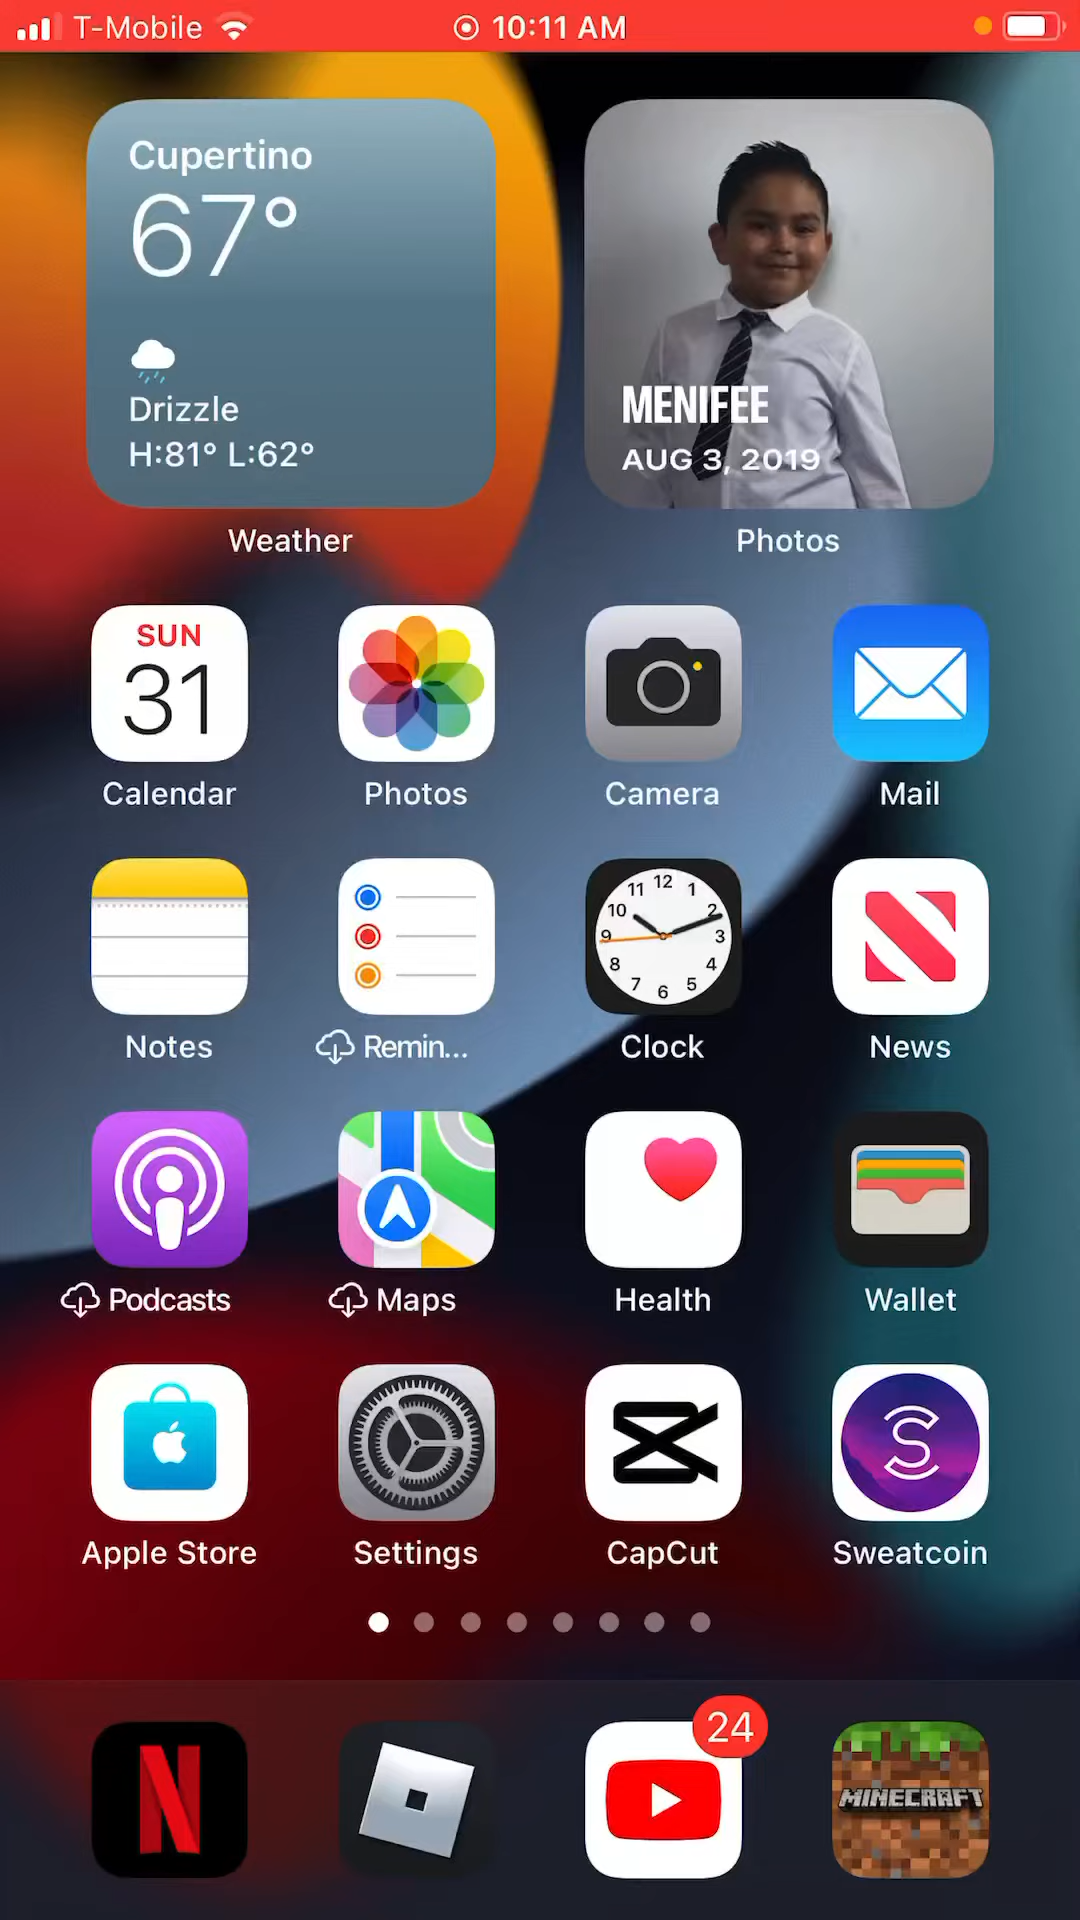 T-Mobile 10:11 AM
Cupertino
67°
Drizzle
H:81° L:62°
Weather
MENIFEE
AUG 3, 2019
Photos
SUN
31
Calendar
Photos
Camera
Mail
Notes
Remin...
12
1
2
3
4
5
6
7
8
9
10
11
Clock
News
Podcasts
Maps
Health
Wallet
Apple Store
Settings
CapCut
S
Sweatcoin
N
24
MINECRAFT